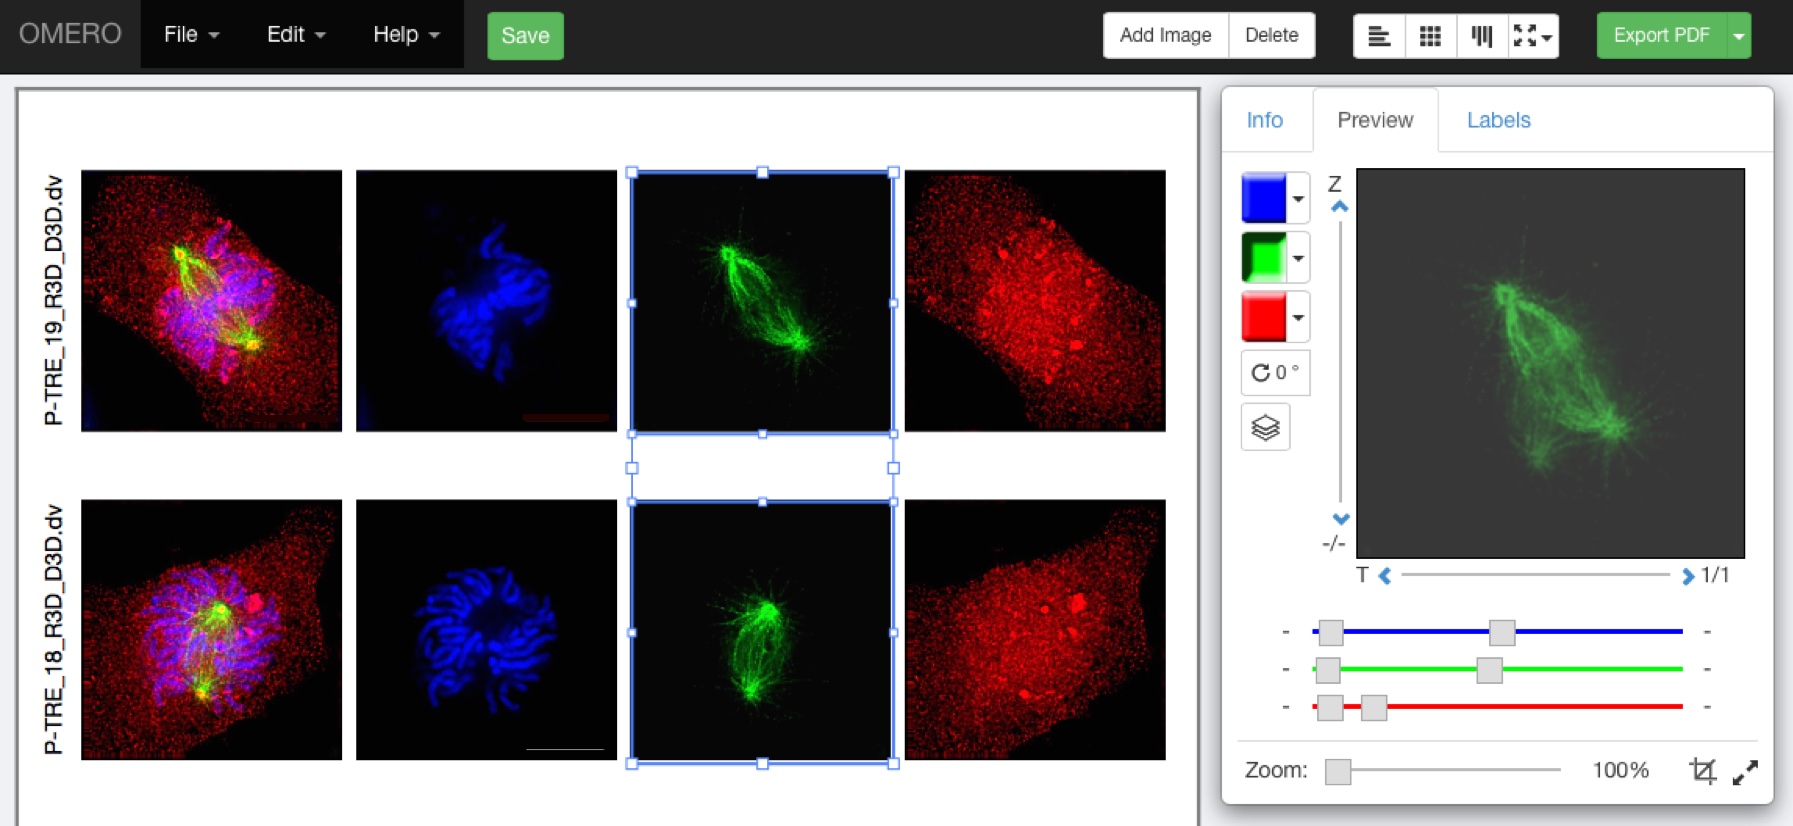 OMERO File Edit Help Save Add Image Delete Export PDF
Info Preview Labels
P-TRE_19_R3D_D3D.dv
P-TRE_18_R3D_D3D.dv
Z
0 °
-/-
T 1/1
- -
- -
- -
Zoom: 100%